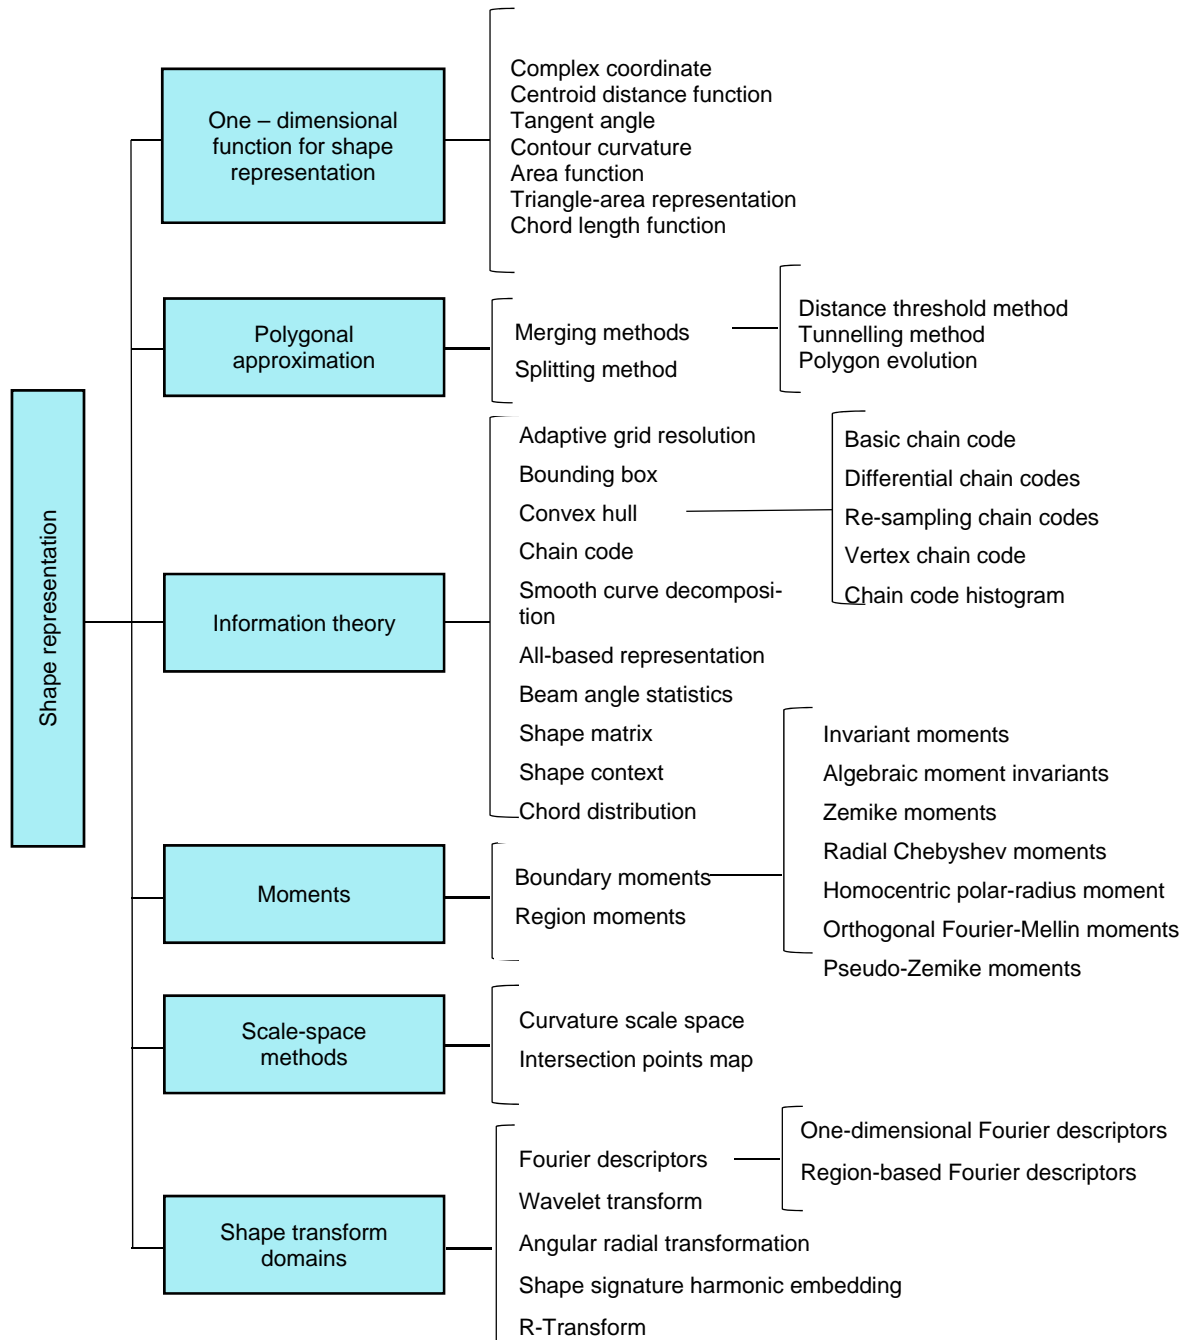 Shape representation
One – dimensional
function for shape
representation
Complex coordinate
Centroid distance function
Tangent angle
Contour curvature
Area function
Triangle-area representation
Chord length function
Polygonal
approximation
Merging methods
Splitting method
Distance threshold method
Tunnelling method
Polygon evolution
Information theory
Adaptive grid resolution
Bounding box
Convex hull
Chain code
Smooth curve decomposi-
tion
All-based representation
Beam angle statistics
Shape matrix
Shape context
Chord distribution
Basic chain code
Differential chain codes
Re-sampling chain codes
Vertex chain code
Chain code histogram
Moments
Boundary moments
Region moments
Invariant moments
Algebraic moment invariants
Zemike moments
Radial Chebyshev moments
Homocentric polar-radius moment
Orthogonal Fourier-Mellin moments
Pseudo-Zemike moments
Scale-space
methods
Curvature scale space
Intersection points map
Shape transform
domains
Fourier descriptors
Wavelet transform
Angular radial transformation
Shape signature harmonic embedding
R-Transform
One-dimensional Fourier descriptors
Region-based Fourier descriptors